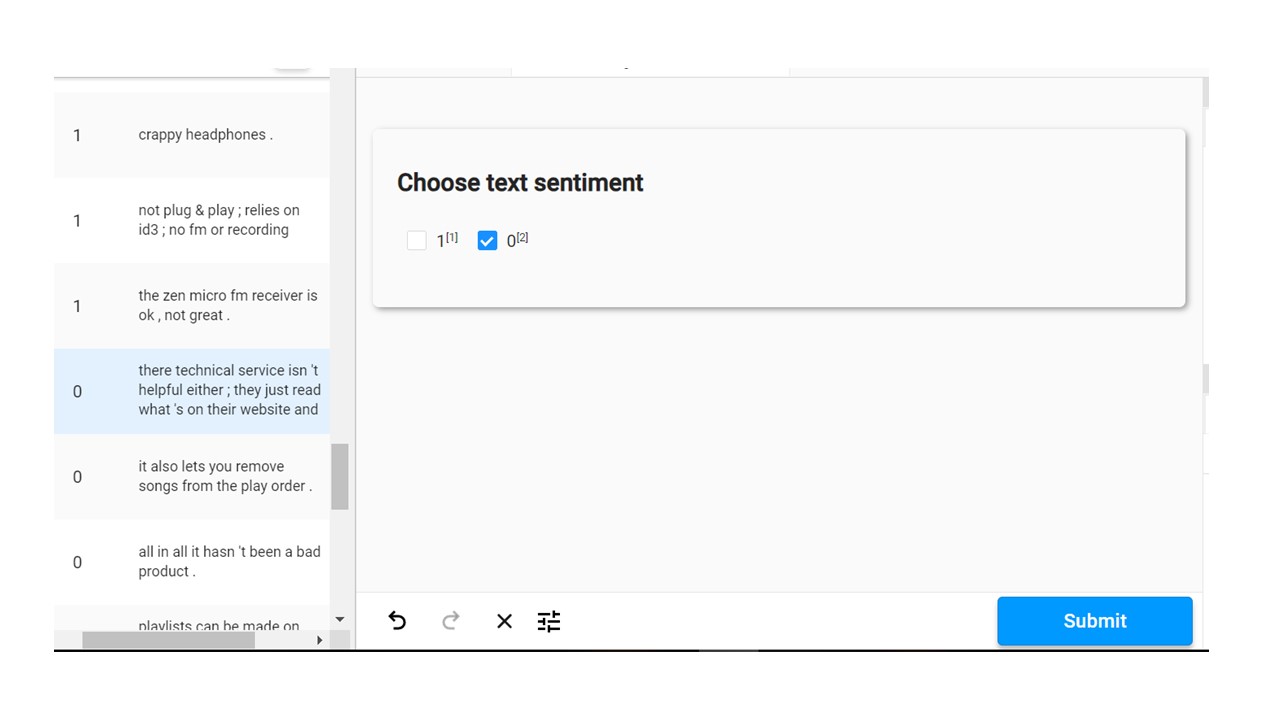 1
crappy headphones .
1
not plug & play ; relies on
id3 ; no fm or recording
1
the zen micro fm receiver is
ok , not great .
0
there technical service isn 't
helpful either ; they just read
what 's on their website and
0
it also lets you remove
songs from the play order .
0
all in all it hasn 't been a bad
product .
playlists can be made on
Choose text sentiment
1[1] 0[2]
Submit